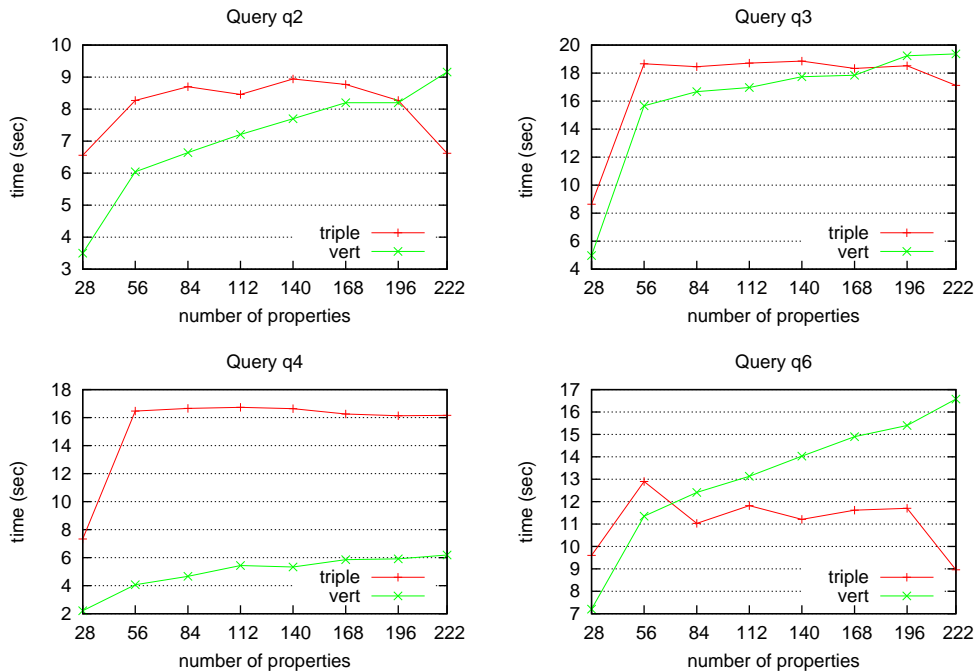 Query q2
10
9
8
7
6
5
4
3
time (sec)
triple
vert
28 56 84 112 140 168 196 222
number of properties
Query q3
20
18
16
14
12
10
8
6
4
time (sec)
triple
vert
28 56 84 112 140 168 196 222
number of properties
Query q4
18
16
14
12
10
8
6
4
2
time (sec)
triple
vert
28 56 84 112 140 168 196 222
number of properties
Query q6
17
16
15
14
13
12
11
10
9
8
7
time (sec)
triple
vert
28 56 84 112 140 168 196 222
number of properties